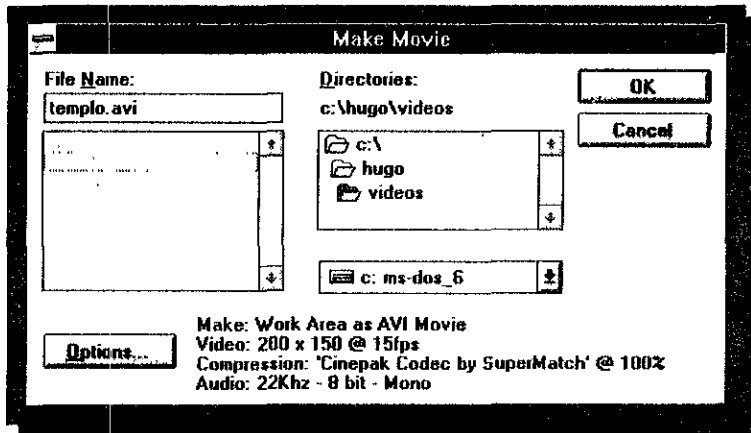 Make Movie
File Name:
templo.avi
Directories:
c:\hugo\videos
c:\
hugo
videos
c: ms-dos_6
OK
Cancel
Options...
Make: Work Area as AVI Movie
Video: 200 x 150 @ 15fps
Compression: 'Cinepak Codec by SuperMatch' @ 100%
Audio: 22Khz - 8 bit - Mono